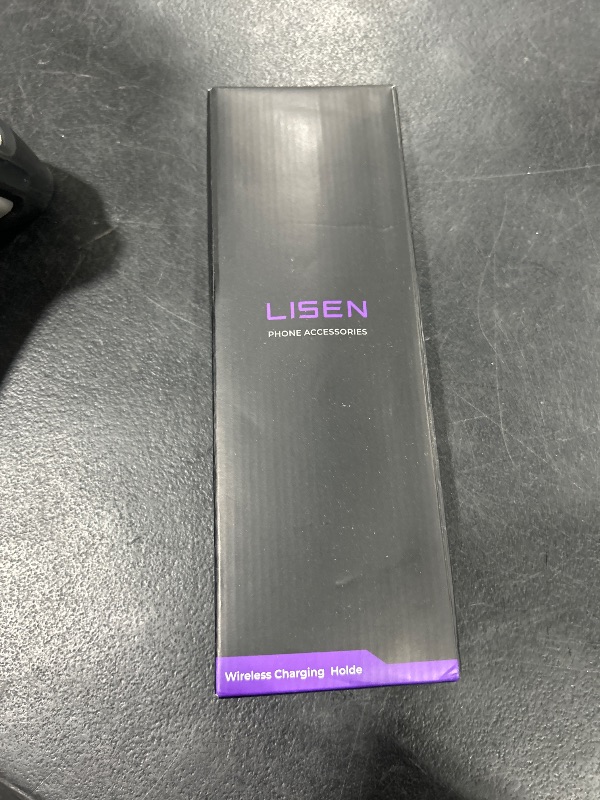 LISEN
PHONE ACCESSORIES
Wireless Charging Holde